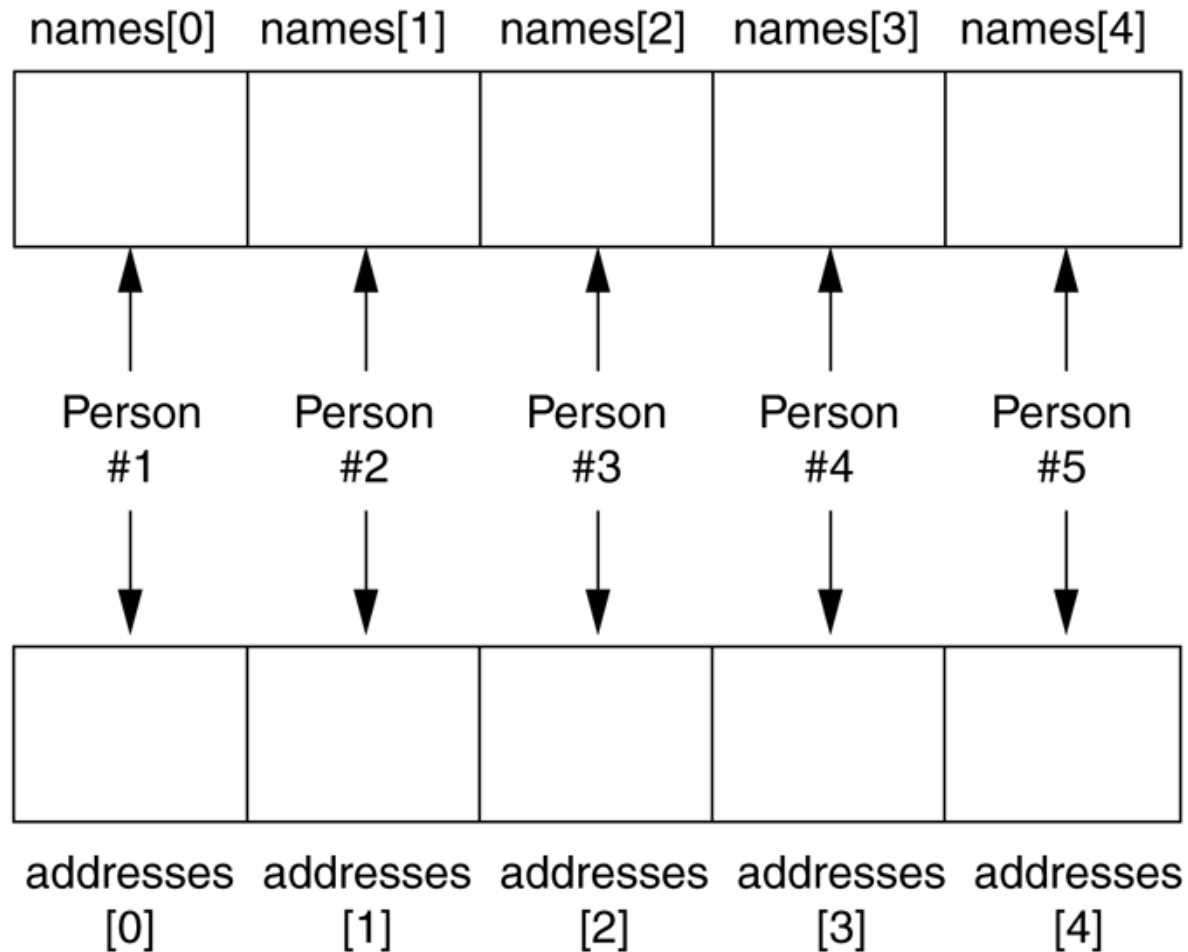 names[0] names[1] names[2] names[3] names[4]
Person Person Person Person Person
#1 #2 #3 #4 #5
addresses addresses addresses addresses addresses
[0] [1] [2] [3] [4]